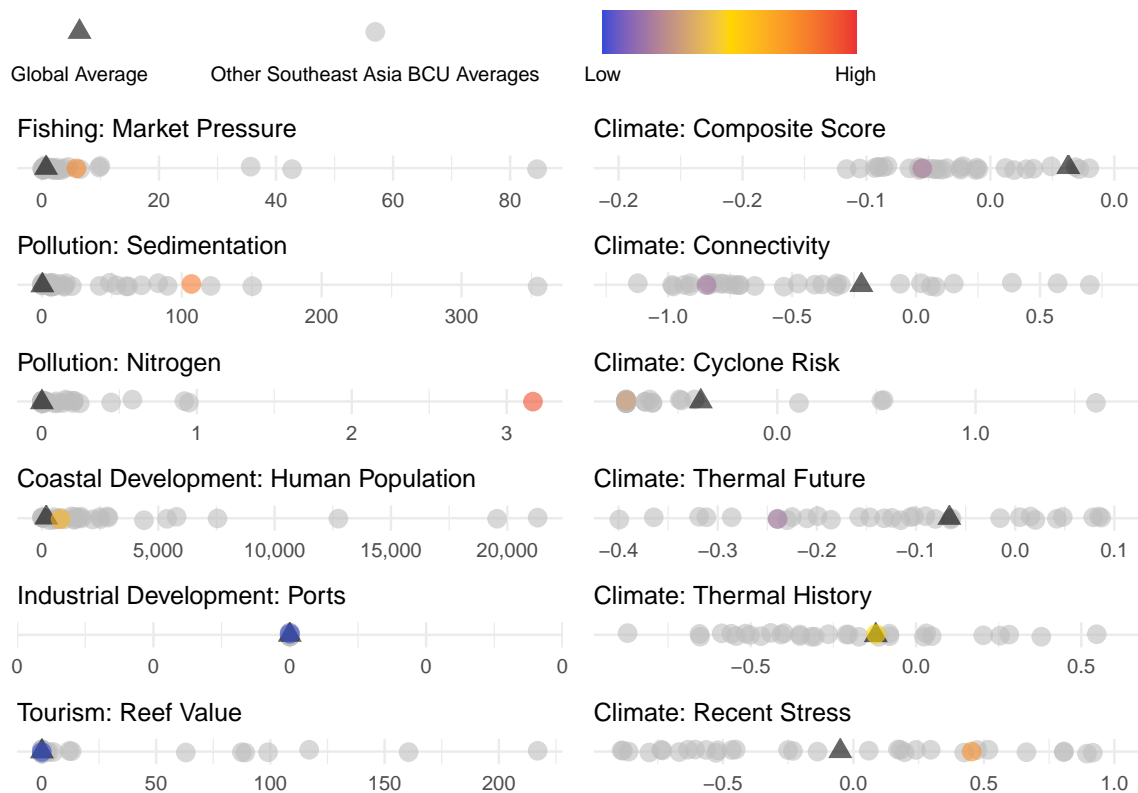 Global Average
Other Southeast Asia BCU Averages
Low
High
Fishing: Market Pressure
0 20 40 60 80
Climate: Composite Score
−0.2 −0.2 −0.1 0.0 0.0
Pollution: Sedimentation
0 100 200 300
Climate: Connectivity
−1.0 −0.5 0.0 0.5
Pollution: Nitrogen
0 1 2 3
Climate: Cyclone Risk
0.0 1.0
Coastal Development: Human Population
0 5,000 10,000 15,000 20,000
Climate: Thermal Future
−0.4 −0.3 −0.2 −0.1 0.0 0.1
Industrial Development: Ports
0 0 0 0 0
Climate: Thermal History
−0.5 0.0 0.5
Tourism: Reef Value
0 50 100 150 200
Climate: Recent Stress
−0.5 0.0 0.5 1.0